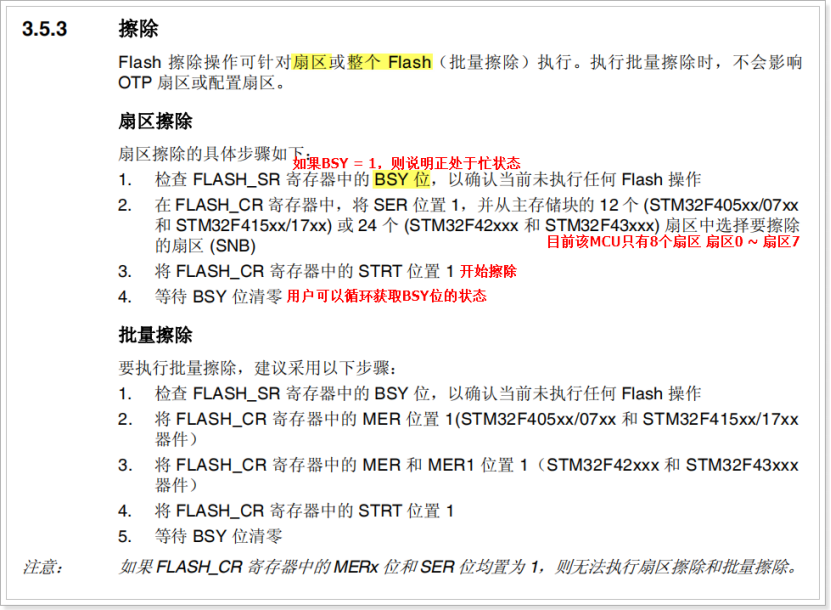 3.5.3 擦除
Flash 擦除操作可针对扇区或整个 Flash（批量擦除）执行。执行批量擦除时，不会影响
OTP 扇区或配置扇区。
扇区擦除
扇区擦除的具体步骤如下：
如果BSY = 1，则说明正处于忙状态
1. 检查 FLASH_SR 寄存器中的 BSY 位，以确认当前未执行任何 Flash 操作
2. 在 FLASH_CR 寄存器中，将 SER 位置 1，并从主存储块的 12 个 (STM32F405xx/07xx
和 STM32F415xx/17xx) 或 24 个 (STM32F42xxx 和 STM32F43xxx) 扇区中选择要擦除
的扇区 (SNB)
目前该MCU只有8个扇区 扇区0 ~ 扇区7
3. 将 FLASH_CR 寄存器中的 STRT 位置 1 开始擦除
4. 等待 BSY 位清零 用户可以循环获取BSY位的状态
批量擦除
要执行批量擦除，建议采用以下步骤：
1. 检查 FLASH_SR 寄存器中的 BSY 位，以确认当前未执行任何 Flash 操作
2. 将 FLASH_CR 寄存器中的 MER 位置 1(STM32F405xx/07xx 和 STM32F415xx/17xx
器件）
3. 将 FLASH_CR 寄存器中的 MER 和 MER1 位置 1（STM32F42xxx 和 STM32F43xxx
器件）
4. 将 FLASH_CR 寄存器中的 STRT 位置 1
5. 等待 BSY 位清零
注意： 如果 FLASH_CR 寄存器中的 MERx 位和 SER 位均置为 1，则无法执行扇区擦除和批量擦除。